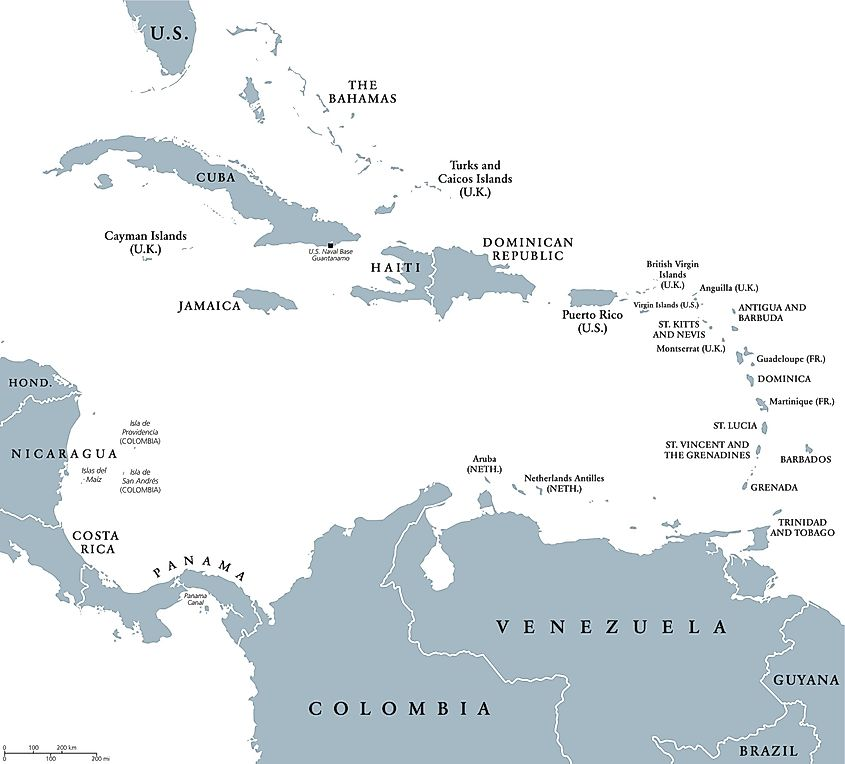 U.S.
THE
BAHAMAS
Turks and
Caicos Islands
(U.K.)
CUBA
Cayman Islands
(U.K.)
U.S. Naval Base
Guantanamo
HAITI
DOMINICAN
REPUBLIC
JAMAICA
Puerto Rico
(U.S.)
British Virgin
Islands
(U.K.)
Anguilla (U.K.)
Virgin Islands (U.S.)
ANTIGUA AND
BARBUDA
ST. KITTS
AND NEVIS
Montserrat (U.K.)
Guadeloupe (FR.)
DOMINICA
Martinique (FR.)
ST. LUCIA
ST. VINCENT AND
THE GRENADINES
BARBADOS
GRENADA
TRINIDAD
AND TOBAGO
HOND.
NICARAGUA
Isla de
Providencia
(COLOMBIA)
Islas del
Maíz
Isla de
San Andrés
(COLOMBIA)
Aruba
(NETH.)
Netherlands Antilles
(NETH.)
COSTA
RICA
PANAMA
Panama
Canal
VENEZUELA
COLOMBIA
GUYANA
BRAZIL
0 100 200 km
0 100 200 mi